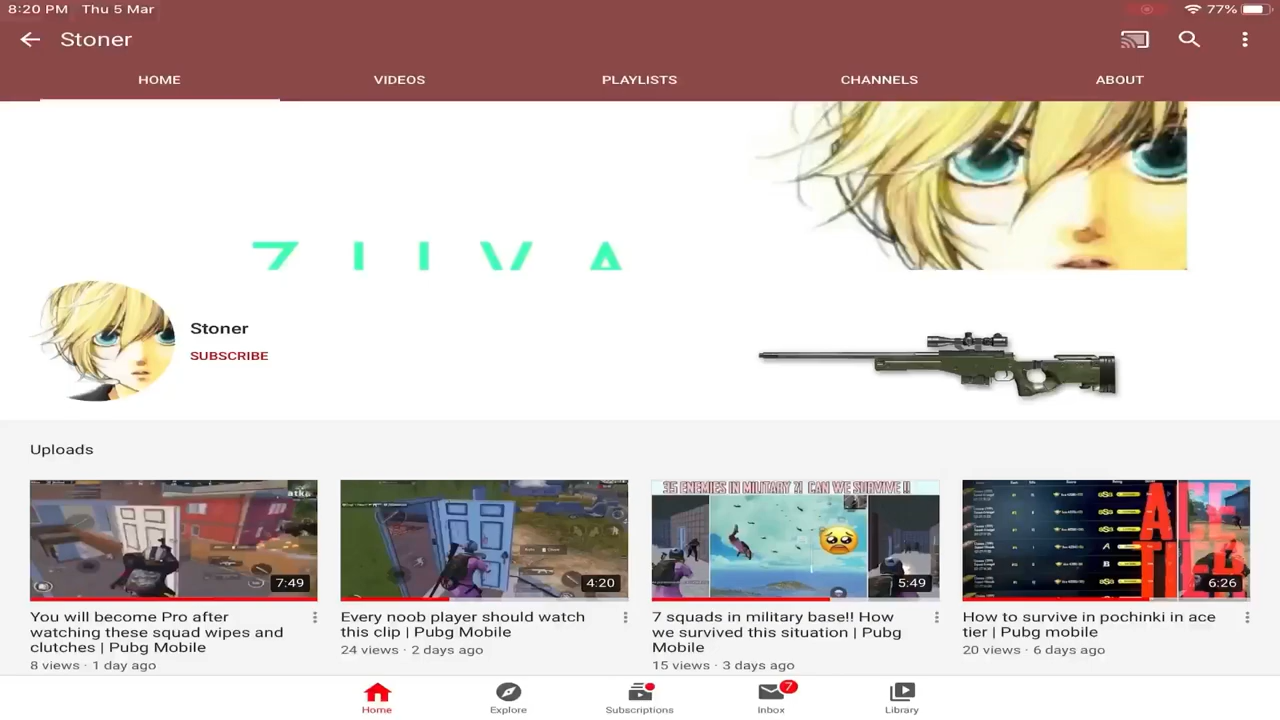 8:20 PM Thu 5 Mar
77%
Stoner
HOME
VIDEOS
PLAYLISTS
CHANNELS
ABOUT
Stoner
SUBSCRIBE
Uploads
7:49
4:20
35 ENEMIES IN MILITARY ?! CAN WE SURVIVE !!
5:49
ACE
TIER
6:26
You will become Pro after
watching these squad wipes and
clutches | Pubg Mobile
8 views · 1 day ago
Every noob player should watch
this clip | Pubg Mobile
24 views · 2 days ago
7 squads in military base!! How
we survived this situation | Pubg
Mobile
15 views · 3 days ago
How to survive in pochinki in ace
tier | Pubg mobile
20 views · 6 days ago
Home
Explore
Subscriptions
7
Inbox
Library